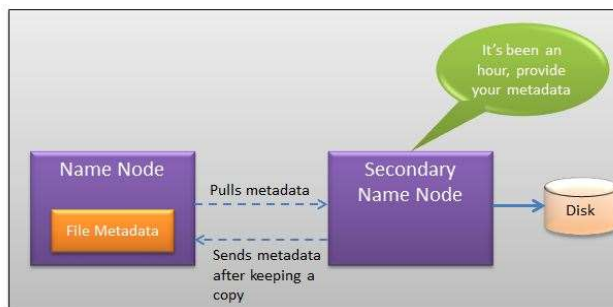 It's been an
hour, provide
your metadata
Name Node
File Metadata
Pulls metadata
Sends metadata
after keeping a
copy
Secondary
Name Node
Disk